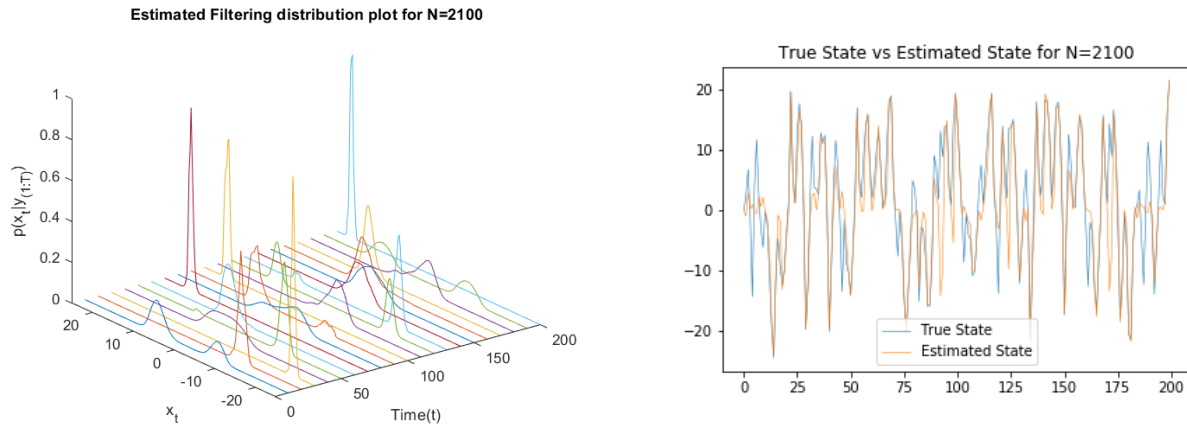 Estimated Filtering distribution plot for N=2100
p(x_t|y_(1:T)
1
0.8
0.6
0.4
0.2
0
20
10
0
-10
-20
x_t
0
50
100
150
200
Time(t)
True State vs Estimated State for N=2100
20
10
0
−10
−20
True State
Estimated State
0 25 50 75 100 125 150 175 200